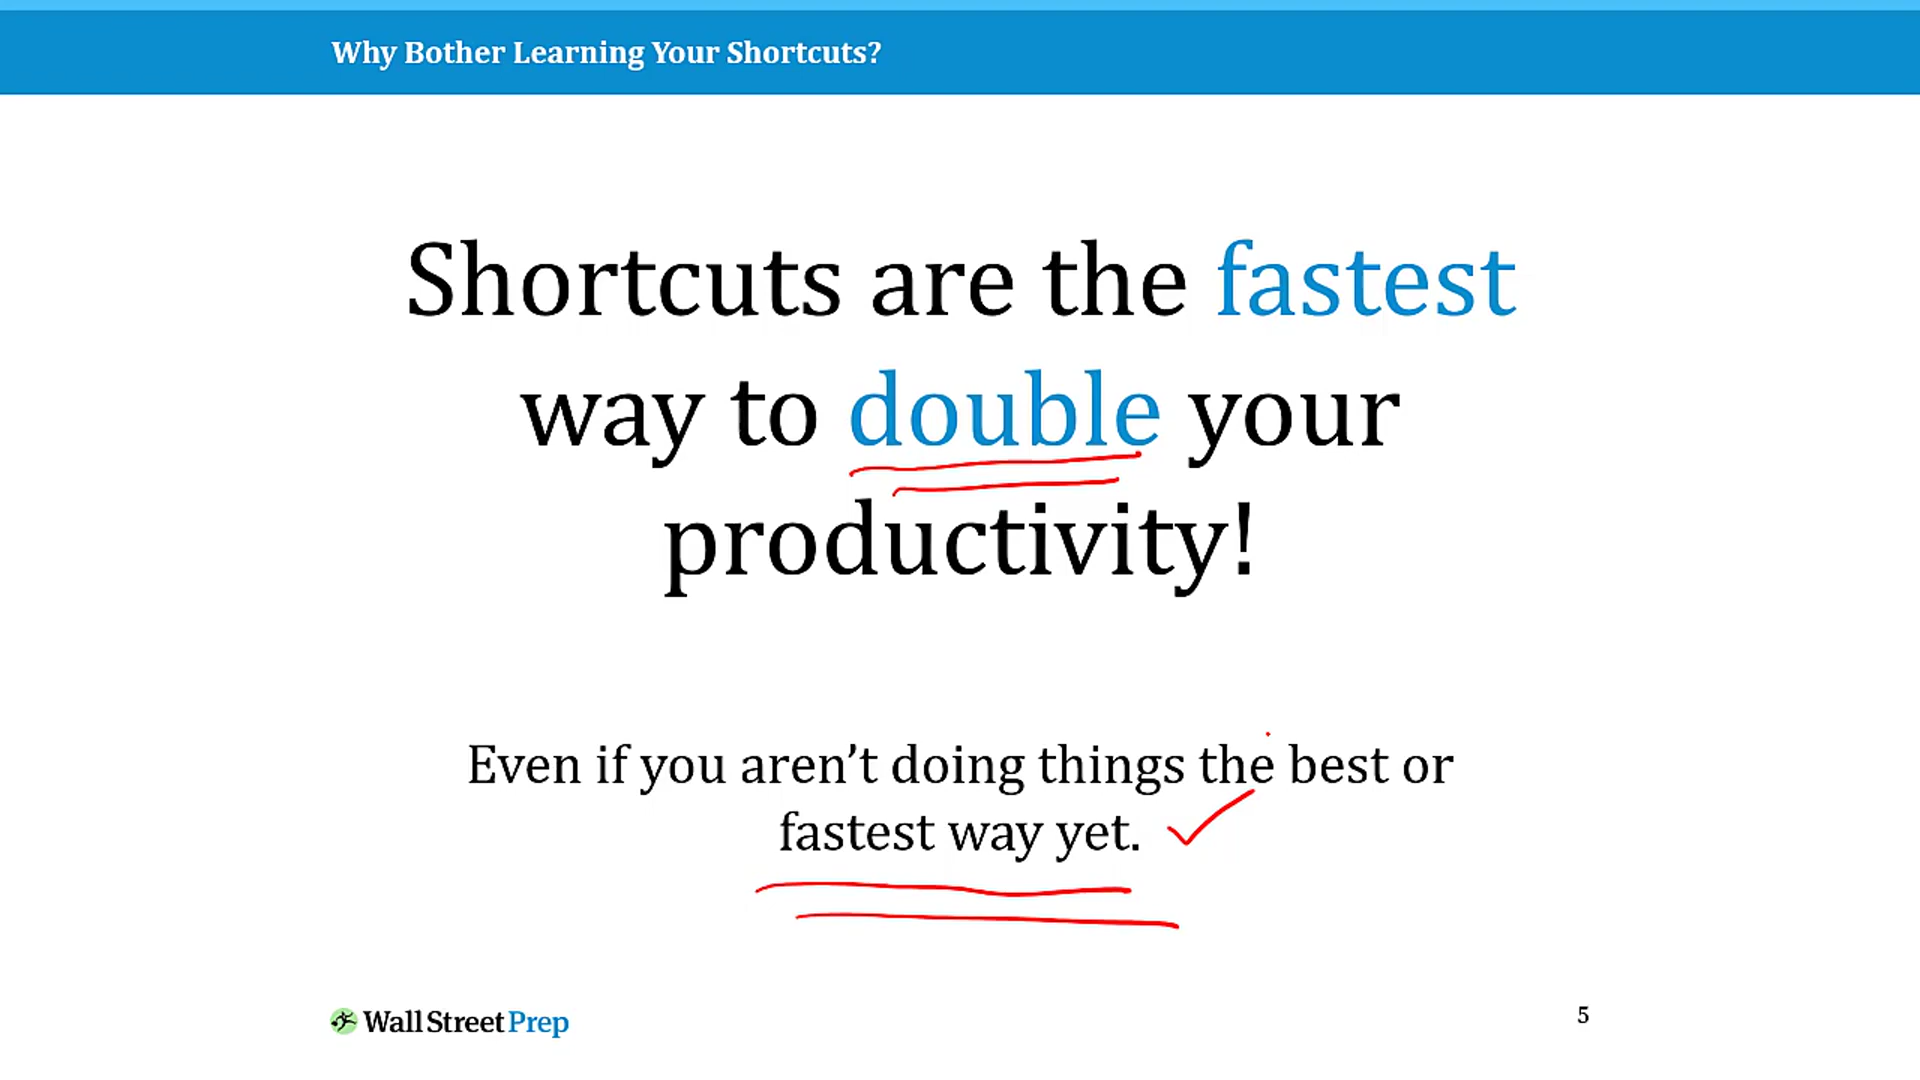 Why Bother Learning Your Shortcuts?
Shortcuts are the fastest
way to double your
productivity!
Even if you aren’t doing things the best or
fastest way yet.
Wall Street Prep
5